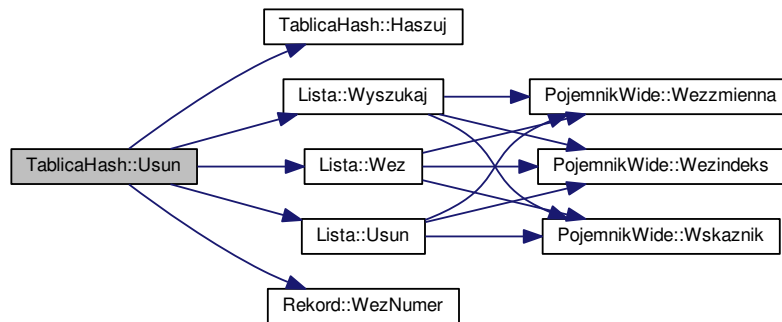 TablicaHash::Haszuj
Lista::Wyszukaj
PojemnikWide::Wezzmienna
TablicaHash::Usun
Lista::Wez
PojemnikWide::Wezindeks
Lista::Usun
PojemnikWide::Wskaznik
Rekord::WezNumer